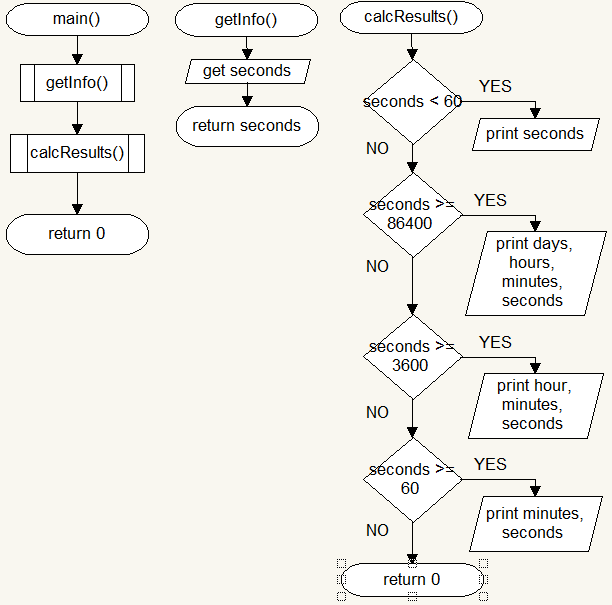 main()
getInfo()
calcResults()
return 0
getInfo()
get seconds
return seconds
calcResults()
seconds < 60
YES
print seconds
NO
seconds >=
86400
YES
print days,
hours,
minutes,
seconds
NO
seconds >=
3600
YES
print hour,
minutes,
seconds
NO
seconds >=
60
YES
print minutes,
seconds
NO
return 0